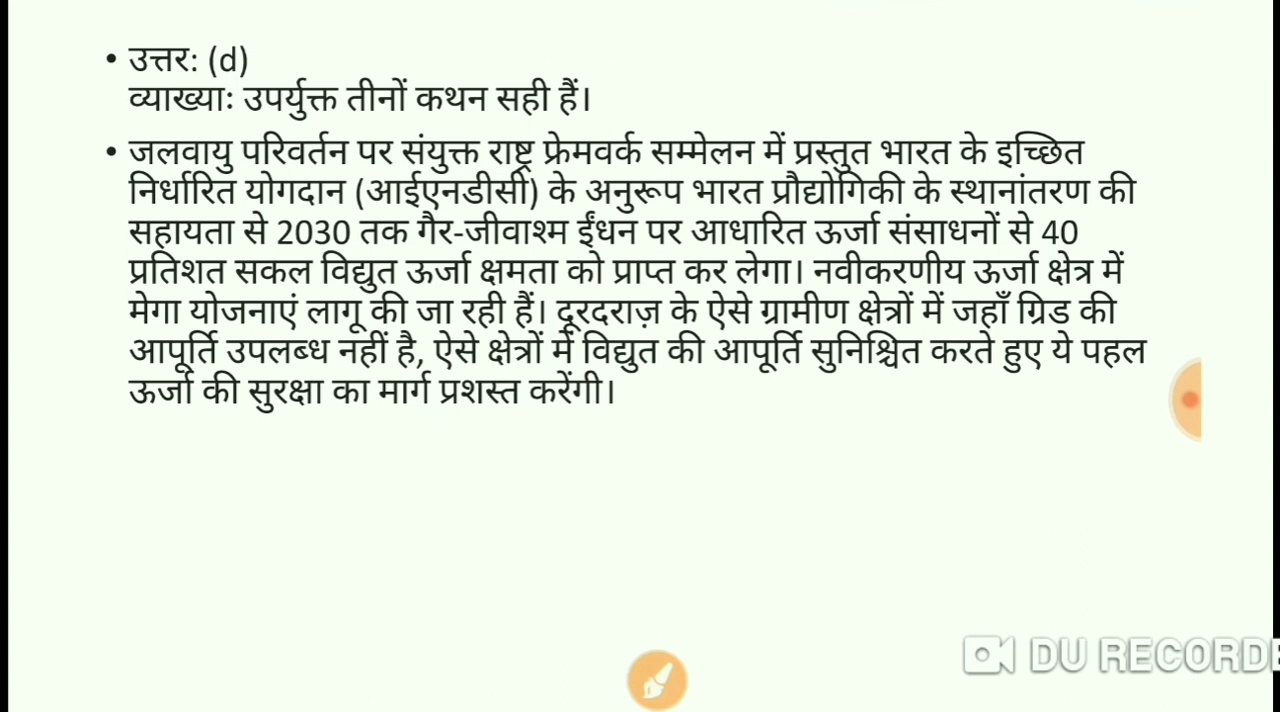 • उत्तर: (d)
व्याख्याः उपर्युक्त तीनों कथन सही हैं।
• जलवायु परिवर्तन पर संयुक्त राष्ट्र फ्रेमवर्क सम्मेलन में प्रस्तुत भारत के इच्छित
निर्धारित योगदान (आईएनडीसी) के अनुरूप भारत प्रौद्योगिकी के स्थानांतरण की
सहायता से 2030 तक गैर-जीवाश्म ईंधन पर आधारित ऊर्जा संसाधनों से 40
प्रतिशत सकल विद्युत ऊर्जा क्षमता को प्राप्त कर लेगा। नवीकरणीय ऊर्जा क्षेत्र में
मेगा योजनाएं लागू की जा रही हैं। दूरदराज़ के ऐसे ग्रामीण क्षेत्रों में जहाँ ग्रिड की
आपूर्ति उपलब्ध नहीं है, ऐसे क्षेत्रों में विद्युत की आपूर्ति सुनिश्चित करते हुए ये पहल
ऊर्जा की सुरक्षा का मार्ग प्रशस्त करेंगी।
DU RECORDE